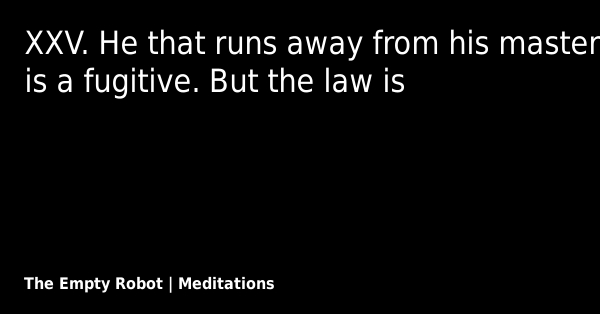 XXV. He that runs away from his master
is a fugitive. But the law is
The Empty Robot | Meditations